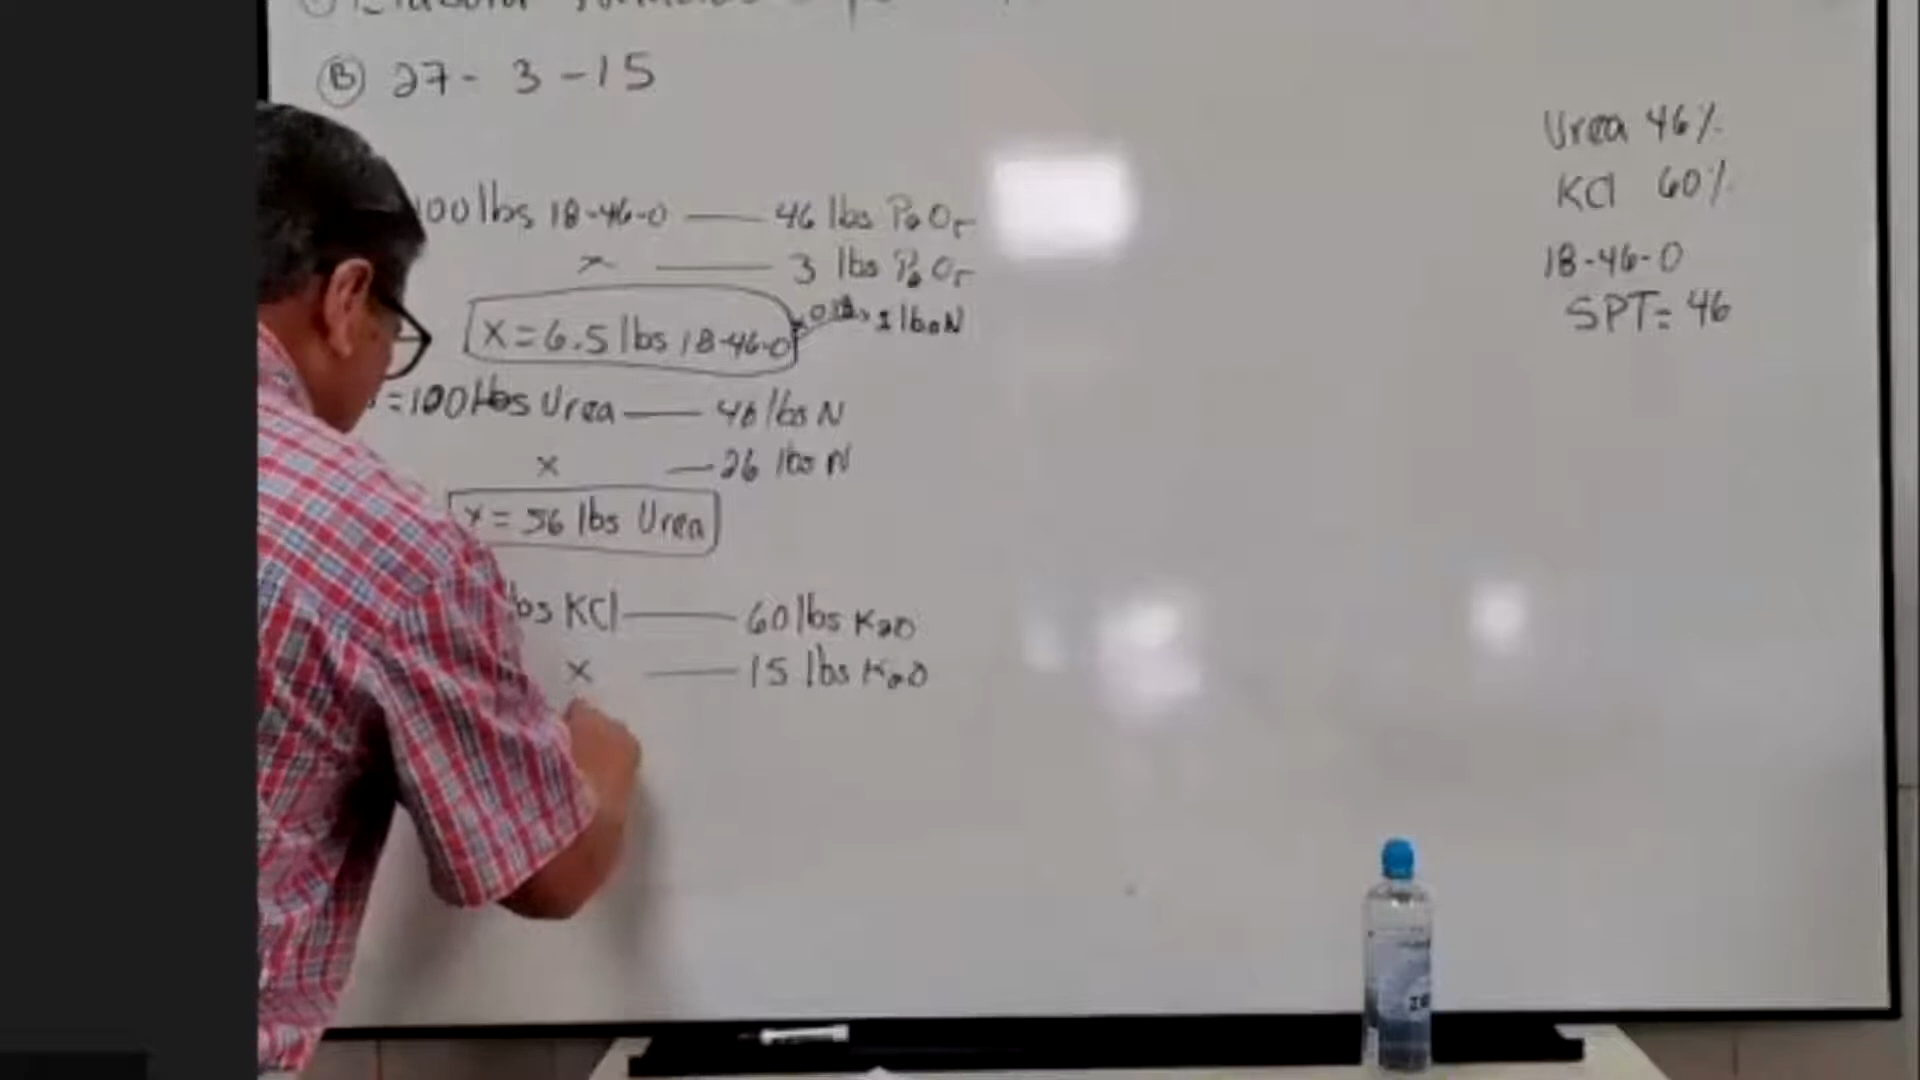 B 27- 3 -15
100 lbs 18-46-0 —— 46 lbs P2O5
x —— 3 lbs P2O5
X = 6.5 lbs 18-46-0
1 lbs N
= 100 lbs Urea —— 46 lbs N
x — 26 lbs N
x = 56 lbs Urea
lbs KCl —— 60 lbs K2O
x —— 15 lbs K2O
Urea 46%
KCl 60%
18-46-0
SPT= 46